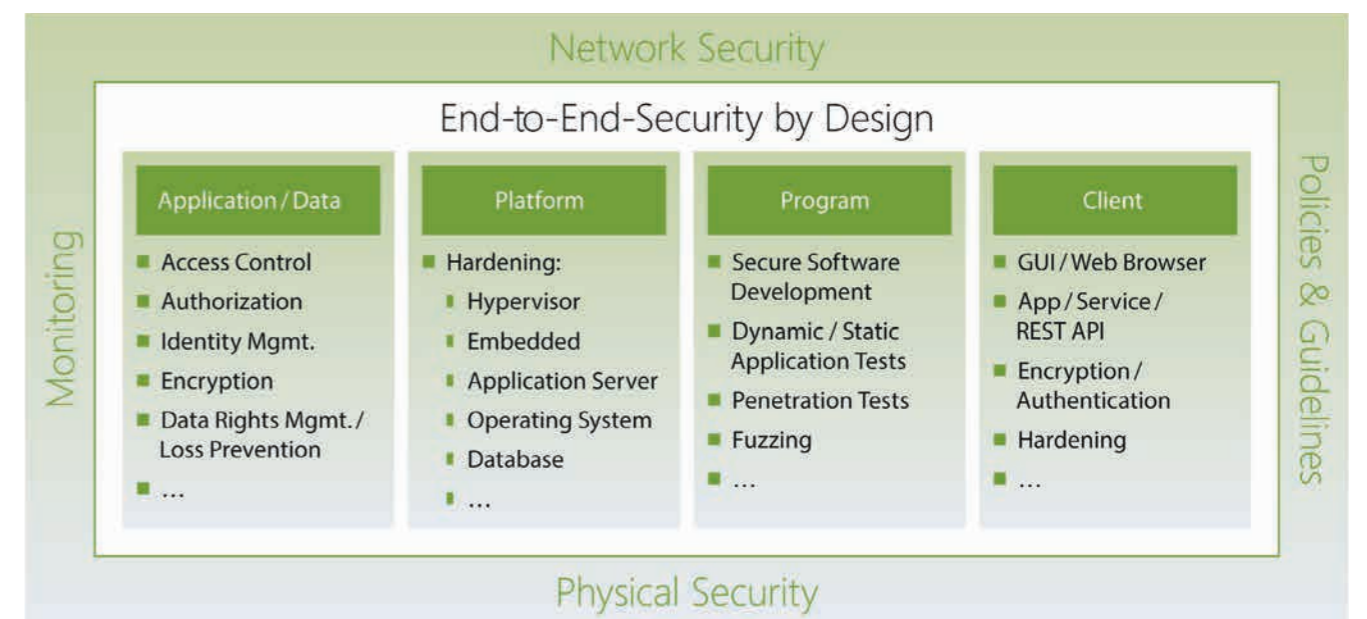 Network Security
End-to-End-Security by Design
Monitoring
Application / Data
Access Control
Authorization
Identity Mgmt.
Encryption
Data Rights Mgmt. /
Loss Prevention
...
Platform
Hardening:
Hypervisor
Embedded
Application Server
Operating System
Database
...
Program
Secure Software
Development
Dynamic / Static
Application Tests
Penetration Tests
Fuzzing
...
Client
GUI / Web Browser
App / Service /
REST API
Encryption /
Authentication
Hardening
...
Policies & Guidelines
Physical Security